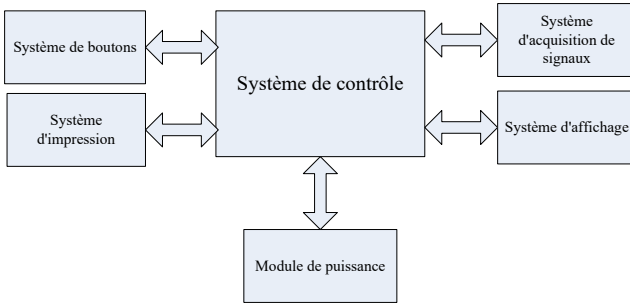 Système de boutons
Système
d'impression
Système de contrôle
Système
d'acquisition de
signaux
Système d'affichage
Module de puissance